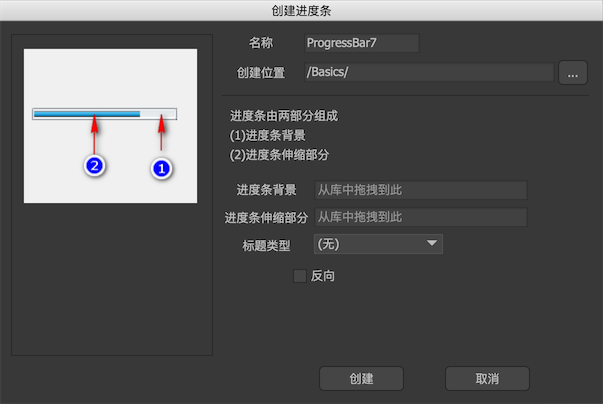 创建进度条
名称
ProgressBar7
创建位置
/Basics/
...
进度条由两部分组成
(1)进度条背景
(2)进度条伸缩部分
2
1
进度条背景
从库中拖拽到此
进度条伸缩部分
从库中拖拽到此
标题类型
(无)
反向
创建
取消